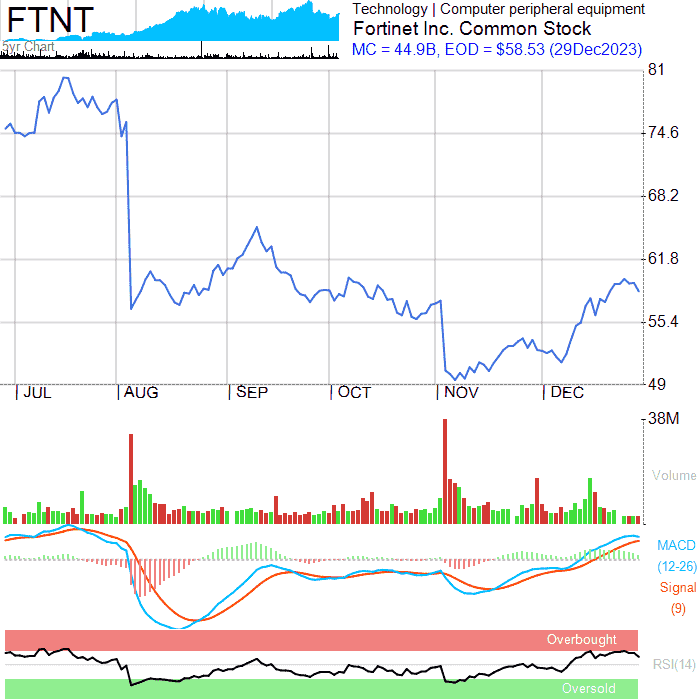 FTNT
Technology | Computer peripheral equipment
Fortinet Inc. Common Stock
MC = 44.9B, EOD = $58.53 (29Dec2023)
5yr Chart
81
74.6
68.2
61.8
55.4
49
JUL AUG SEP OCT NOV DEC
38M
Volume
MACD
(12-26)
Signal
(9)
Overbought
RSI(14)
Oversold